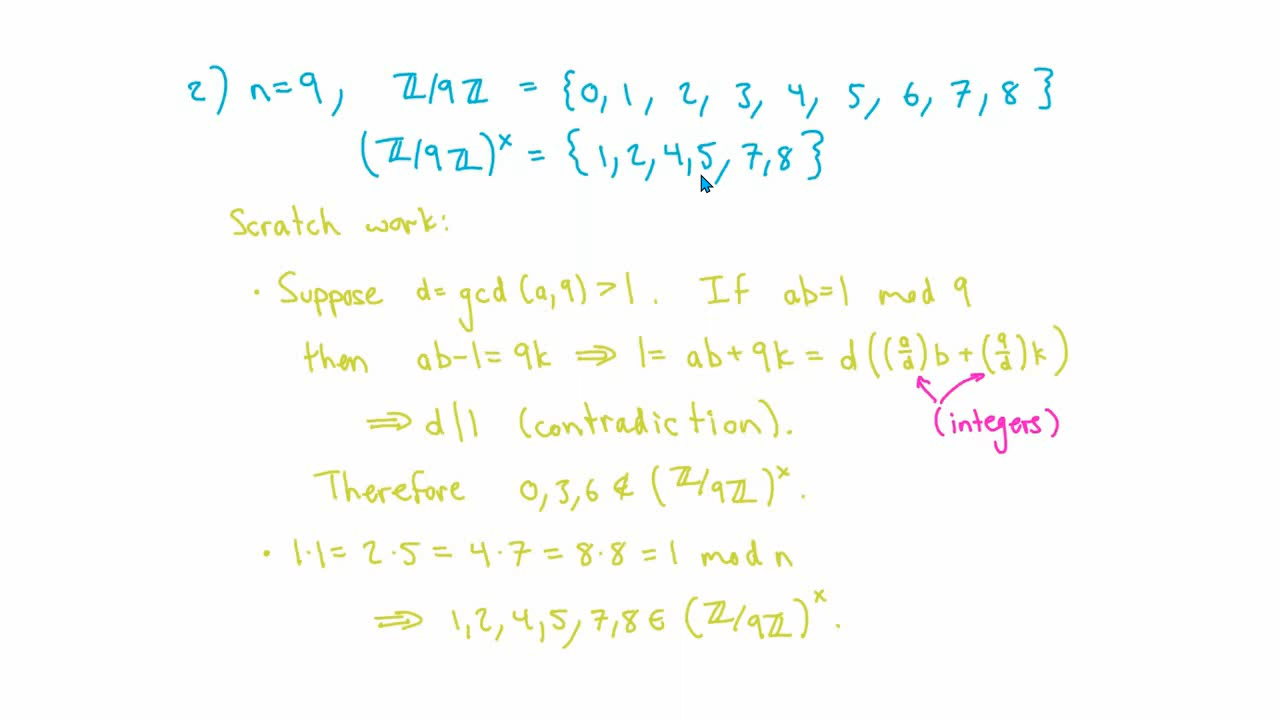 2) n=9, ℤ/9ℤ = {0, 1, 2, 3, 4, 5, 6, 7, 8}
(ℤ/9ℤ)^× = {1, 2, 4, 5, 7, 8}
Scratch work:
• Suppose d = gcd(a,9) > 1. If ab=1 mod 9
then ab-1 = 9k ⟹ 1 = ab+9k = d((a/d)b + (9/d)k)
⟹ d|1 (contradiction).
(integers)
Therefore 0,3,6 ∉ (ℤ/9ℤ)^×.
• 1·1 = 2·5 = 4·7 = 8·8 = 1 mod n
⟹ 1,2,4,5,7,8 ∈ (ℤ/9ℤ)^×.